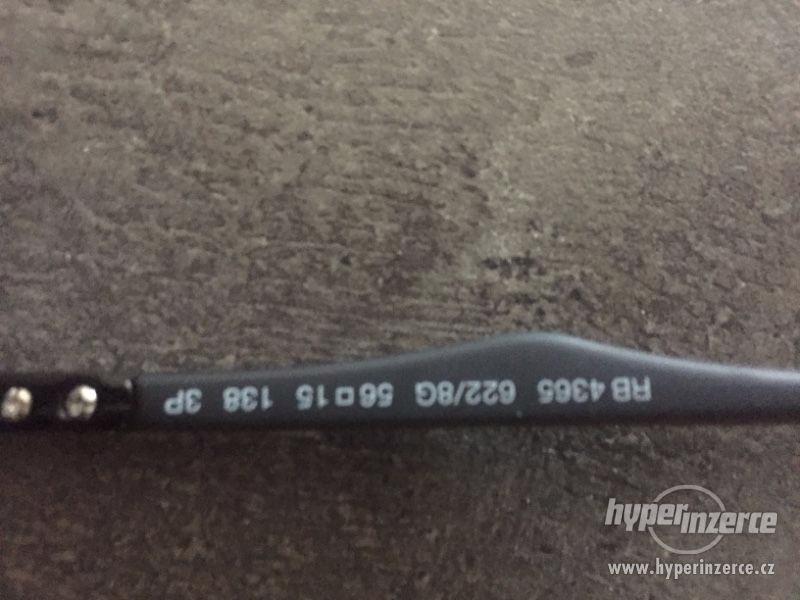 RB 4365 622/8G 56□15 138 3P
hyperinzerce
www.hyperinzerce.cz